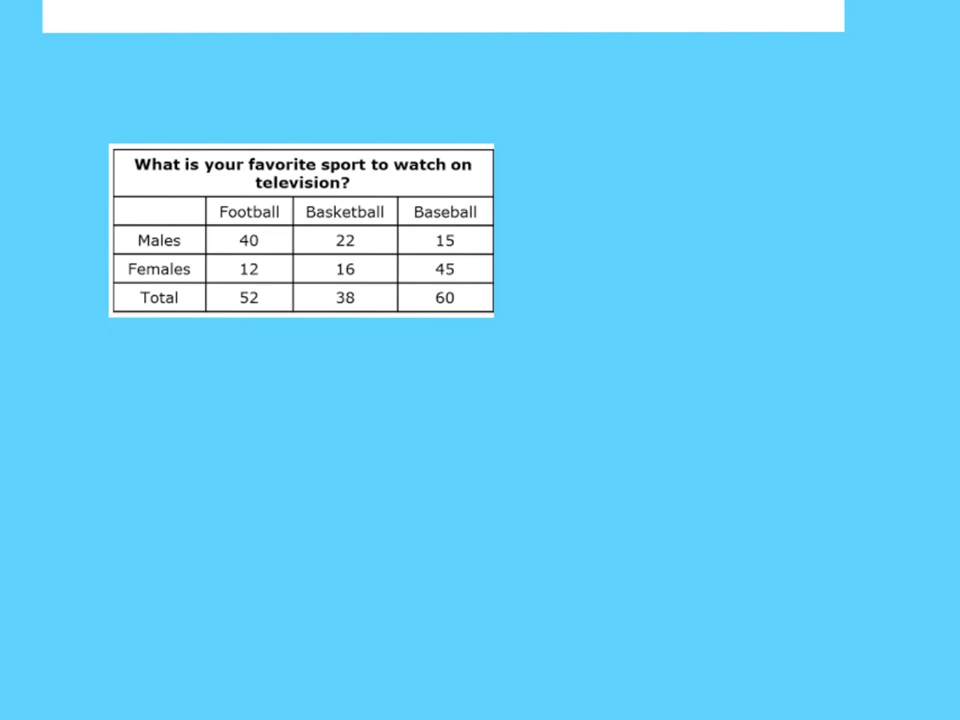 What is your favorite sport to watch on
television?
Football Basketball Baseball
Males 40 22 15
Females 12 16 45
Total 52 38 60